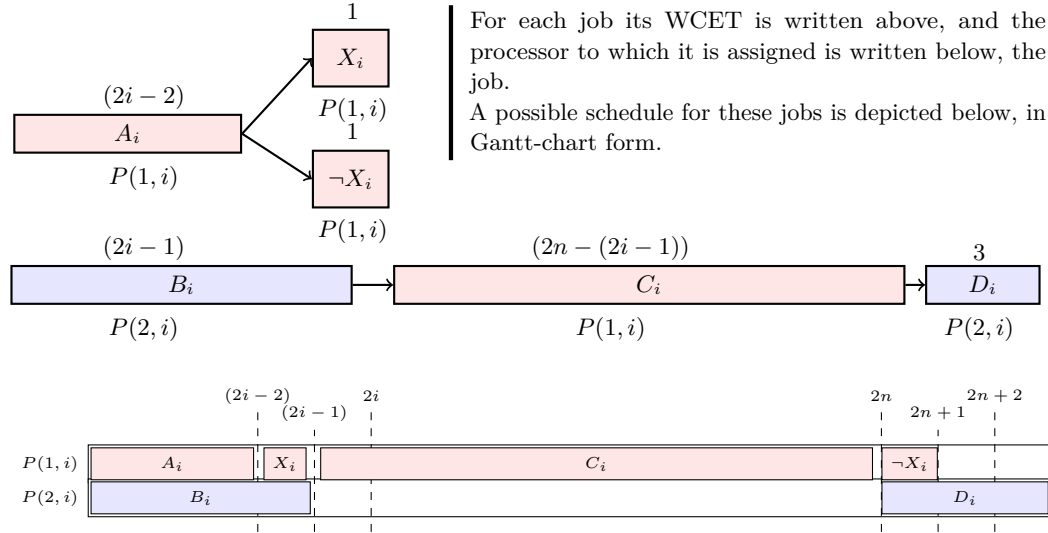 1
For each job its WCET is written above, and the
processor to which it is assigned is written below, the
job.
A possible schedule for these jobs is depicted below, in
Gantt-chart form.
X_i
P(1, i)
(2i − 2)
A_i
P(1, i)
1
¬X_i
P(1, i)
(2i − 1)
B_i
P(2, i)
(2n − (2i − 1))
C_i
P(1, i)
3
D_i
P(2, i)
(2i − 2) 2i 2n 2n + 2
(2i − 1) 2n + 1
P(1, i) A_i X_i C_i ¬X_i
P(2, i) B_i D_i